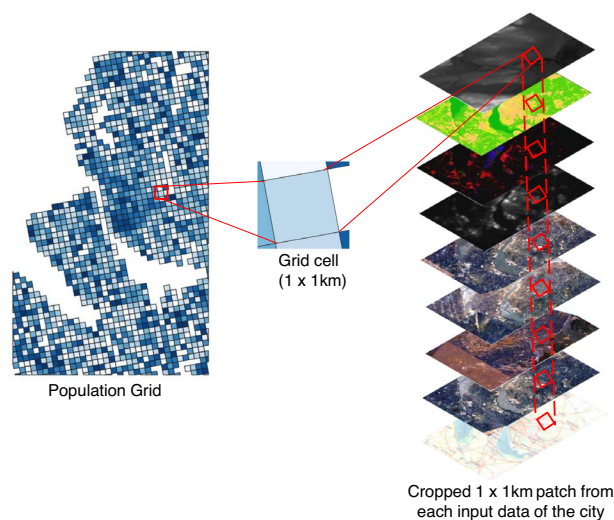 Population Grid
Grid cell
(1 x 1km)
Cropped 1 x 1km patch from
each input data of the city